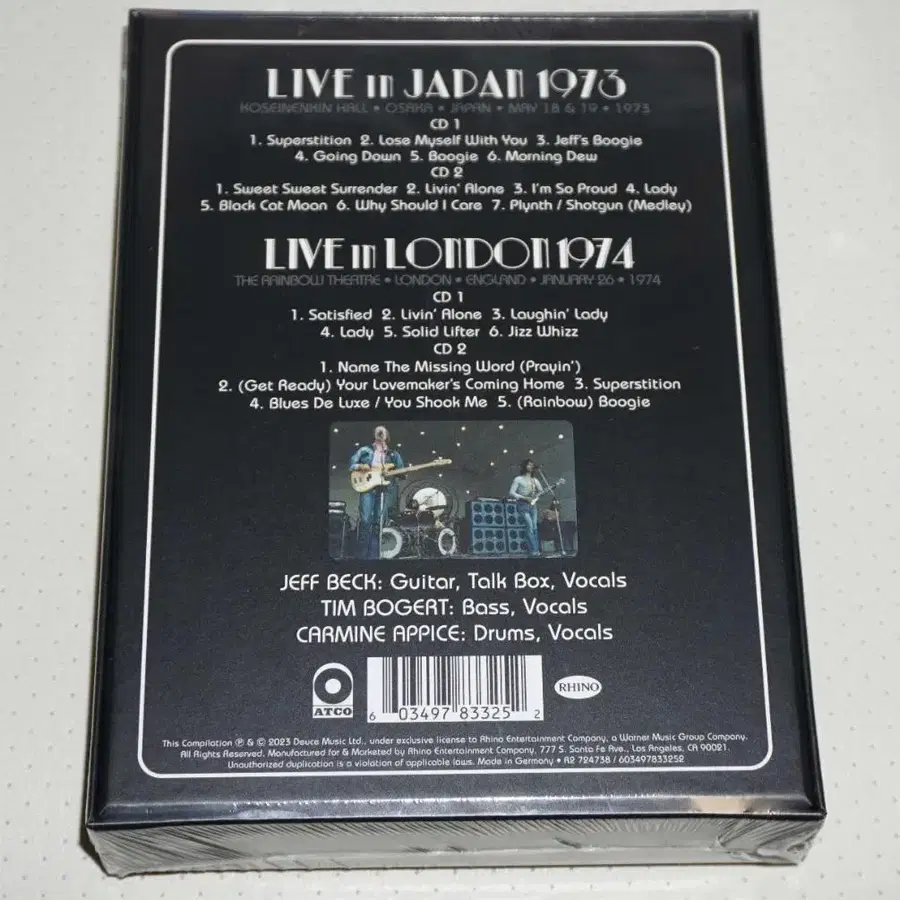 LIVE in JAPAN 1973
KOSEINENKIN HALL • OSAKA • JAPAN • MAY 18 & 19 • 1973
CD 1
1. Superstition 2. Lose Myself With You 3. Jeff's Boogie
4. Going Down 5. Boogie 6. Morning Dew
CD 2
1. Sweet Sweet Surrender 2. Livin' Alone 3. I'm So Proud 4. Lady
5. Black Cat Moan 6. Why Should I Care 7. Plynth / Shotgun (Medley)
LIVE in LONDON 1974
THE RAINBOW THEATRE • LONDON • ENGLAND • JANUARY 26 • 1974
CD 1
1. Satisfied 2. Livin' Alone 3. Laughin' Lady
4. Lady 5. Solid Lifter 6. Jizz Whizz
CD 2
1. Name The Missing Word (Prayin')
2. (Get Ready) Your Lovemaker's Coming Home 3. Superstition
4. Blues De Luxe / You Shook Me 5. (Rainbow) Boogie
JEFF BECK: Guitar, Talk Box, Vocals
TIM BOGERT: Bass, Vocals
CARMINE APPICE: Drums, Vocals
ATCO
6 03497 83325 2
RHINO
This Compilation ℗ & © 2023 Deuce Music Ltd., under exclusive license to Rhino Entertainment Company, a Warner Music Group Company.
All Rights Reserved. Manufactured for & Marketed by Rhino Entertainment Company, 777 S. Santa Fe Ave., Los Angeles, CA 90021.
Unauthorized duplication is a violation of applicable laws. Made in Germany • R2 724738 / 603497833252